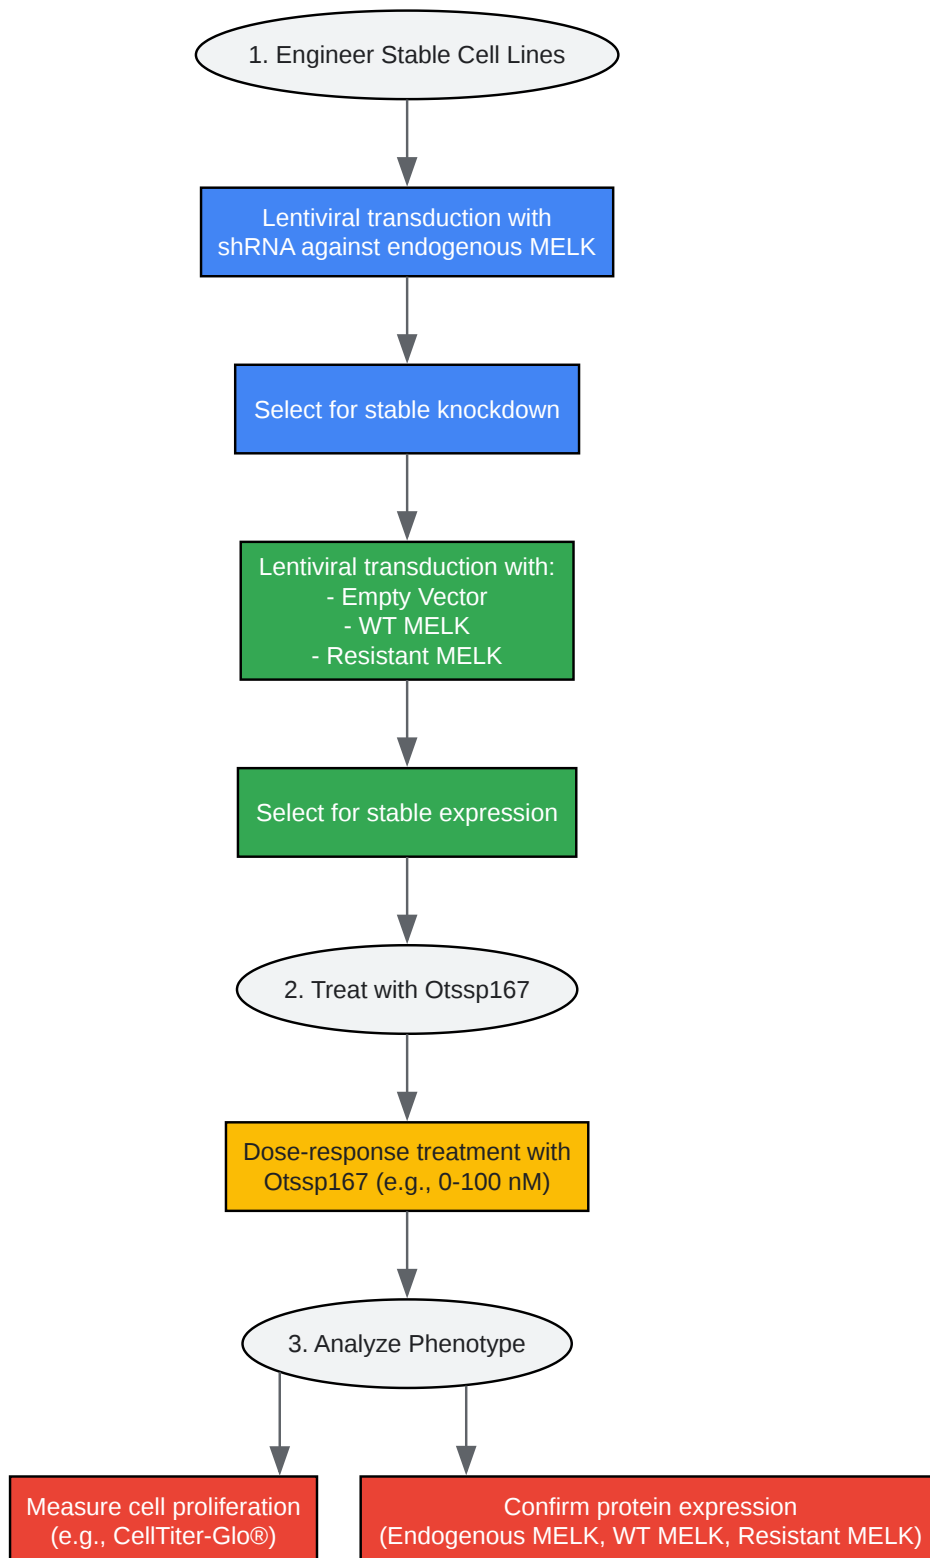 1. Engineer Stable Cell Lines
Lentiviral transduction with
shRNA against endogenous MELK
Select for stable knockdown
Lentiviral transduction with:
- Empty Vector
- WT MELK
- Resistant MELK
Select for stable expression
2. Treat with Otssp167
Dose-response treatment with
Otssp167 (e.g., 0-100 nM)
3. Analyze Phenotype
Measure cell proliferation
(e.g., CellTiter-Glo®)
Confirm protein expression
(Endogenous MELK, WT MELK, Resistant MELK)